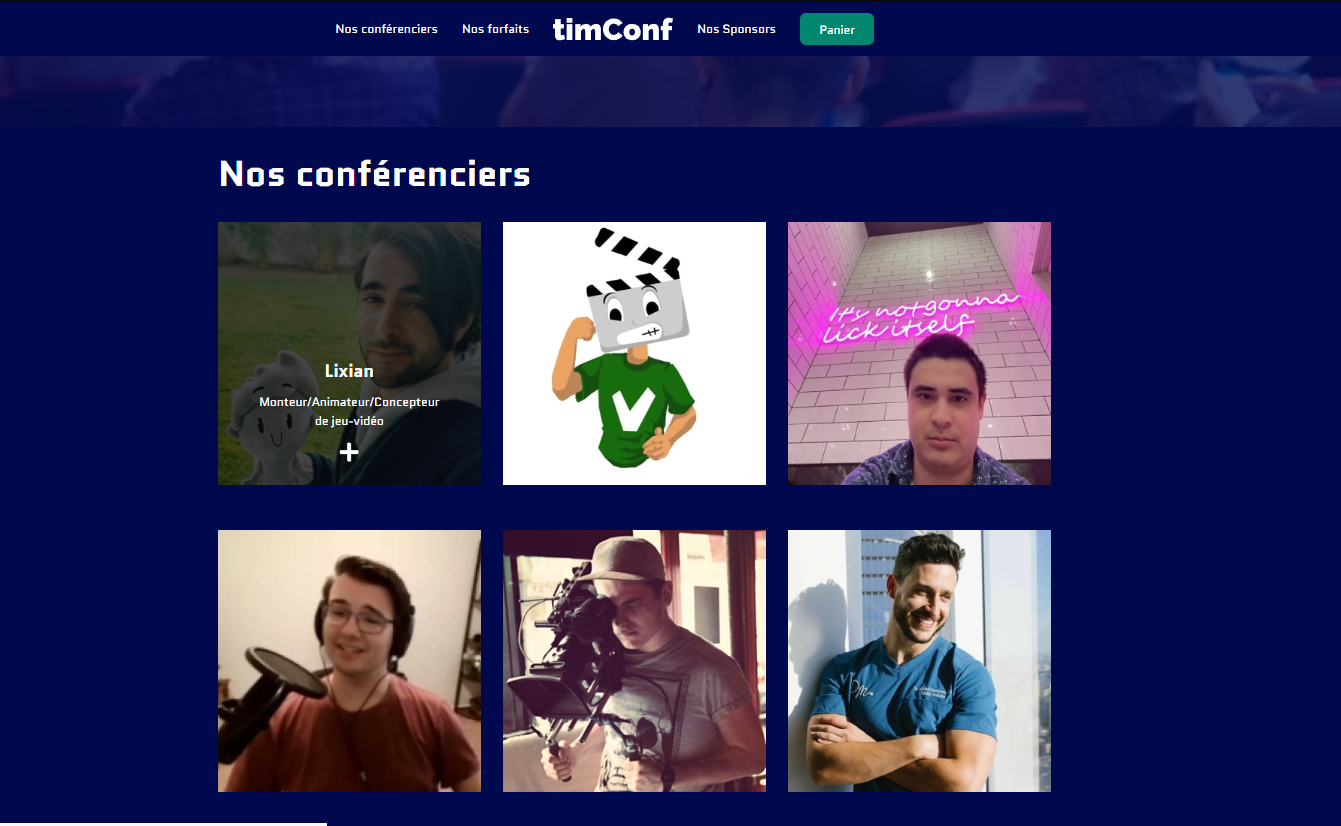 Nos conférenciers Nos forfaits timConf Nos Sponsors Panier
Nos conférenciers
Lixian
Monteur/Animateur/Concepteur
de jeu-vidéo
It's not gonna
lick itself